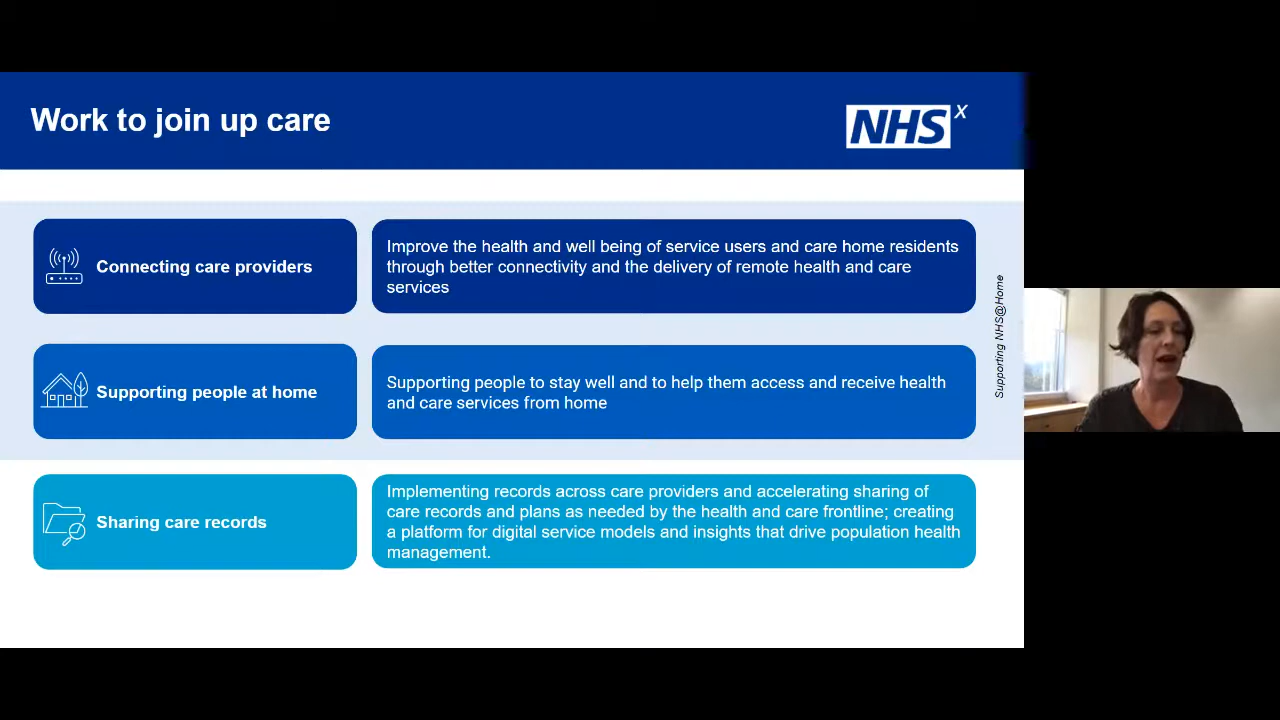 Work to join up care
NHS X
Connecting care providers
Improve the health and well being of service users and care home residents
through better connectivity and the delivery of remote health and care
services
Supporting people at home
Supporting people to stay well and to help them access and receive health
and care services from home
Supporting NHS@Home
Sharing care records
Implementing records across care providers and accelerating sharing of
care records and plans as needed by the health and care frontline; creating
a platform for digital service models and insights that drive population health
management.